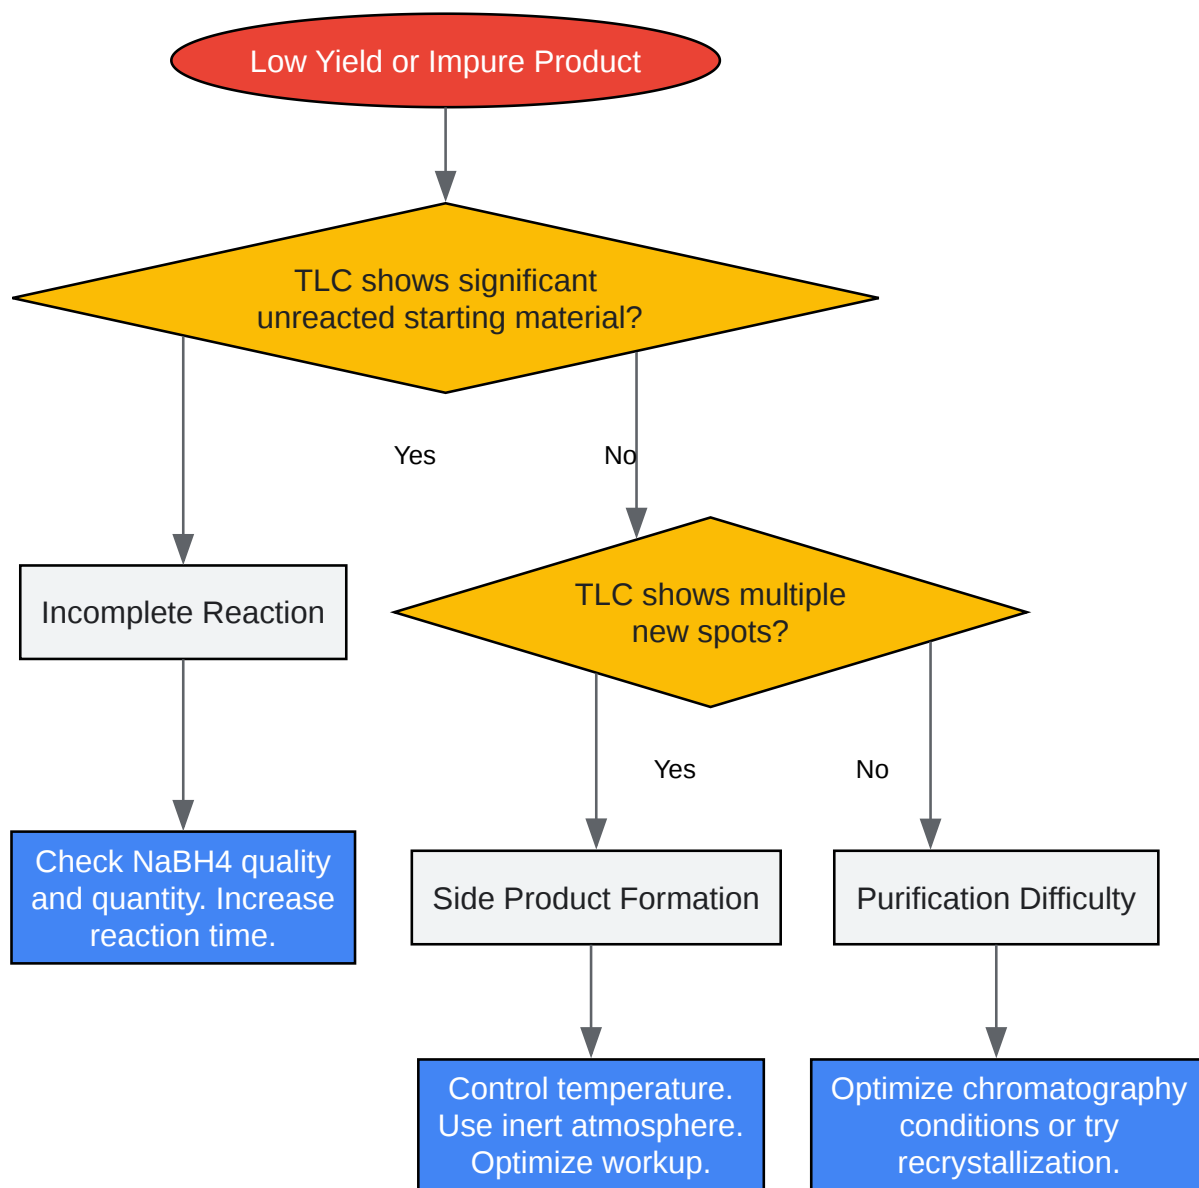 Low Yield or Impure Product
TLC shows significant
unreacted starting material?
Yes
No
TLC shows multiple
new spots?
Incomplete Reaction
Yes
No
Check NaBH4 quality
and quantity. Increase
reaction time.
Side Product Formation
Purification Difficulty
Control temperature.
Use inert atmosphere.
Optimize workup.
Optimize chromatography
conditions or try
recrystallization.